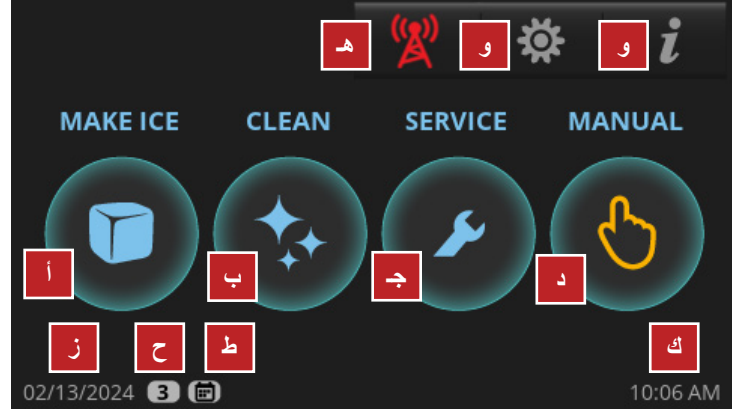 هـ و و i
MAKE ICE CLEAN SERVICE MANUAL
أ ب جـ د
ز ح ط ك
02/13/2024 3 10:06 AM